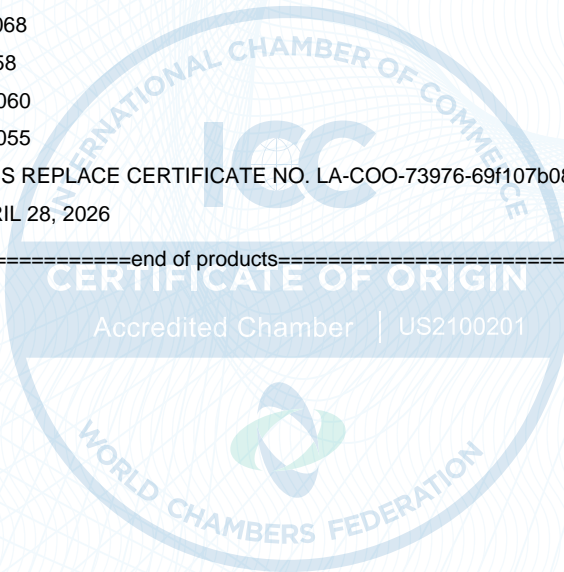 068
58
060
055
S REPLACE CERTIFICATE NO. LA-COO-73976-69f107b08
RIL 28, 2026
===========end of products=======================
INTERNATIONAL CHAMBER OF COMMERCE
ICC
CERTIFICATE OF ORIGIN
Accredited Chamber | US2100201
WORLD CHAMBERS FEDERATION